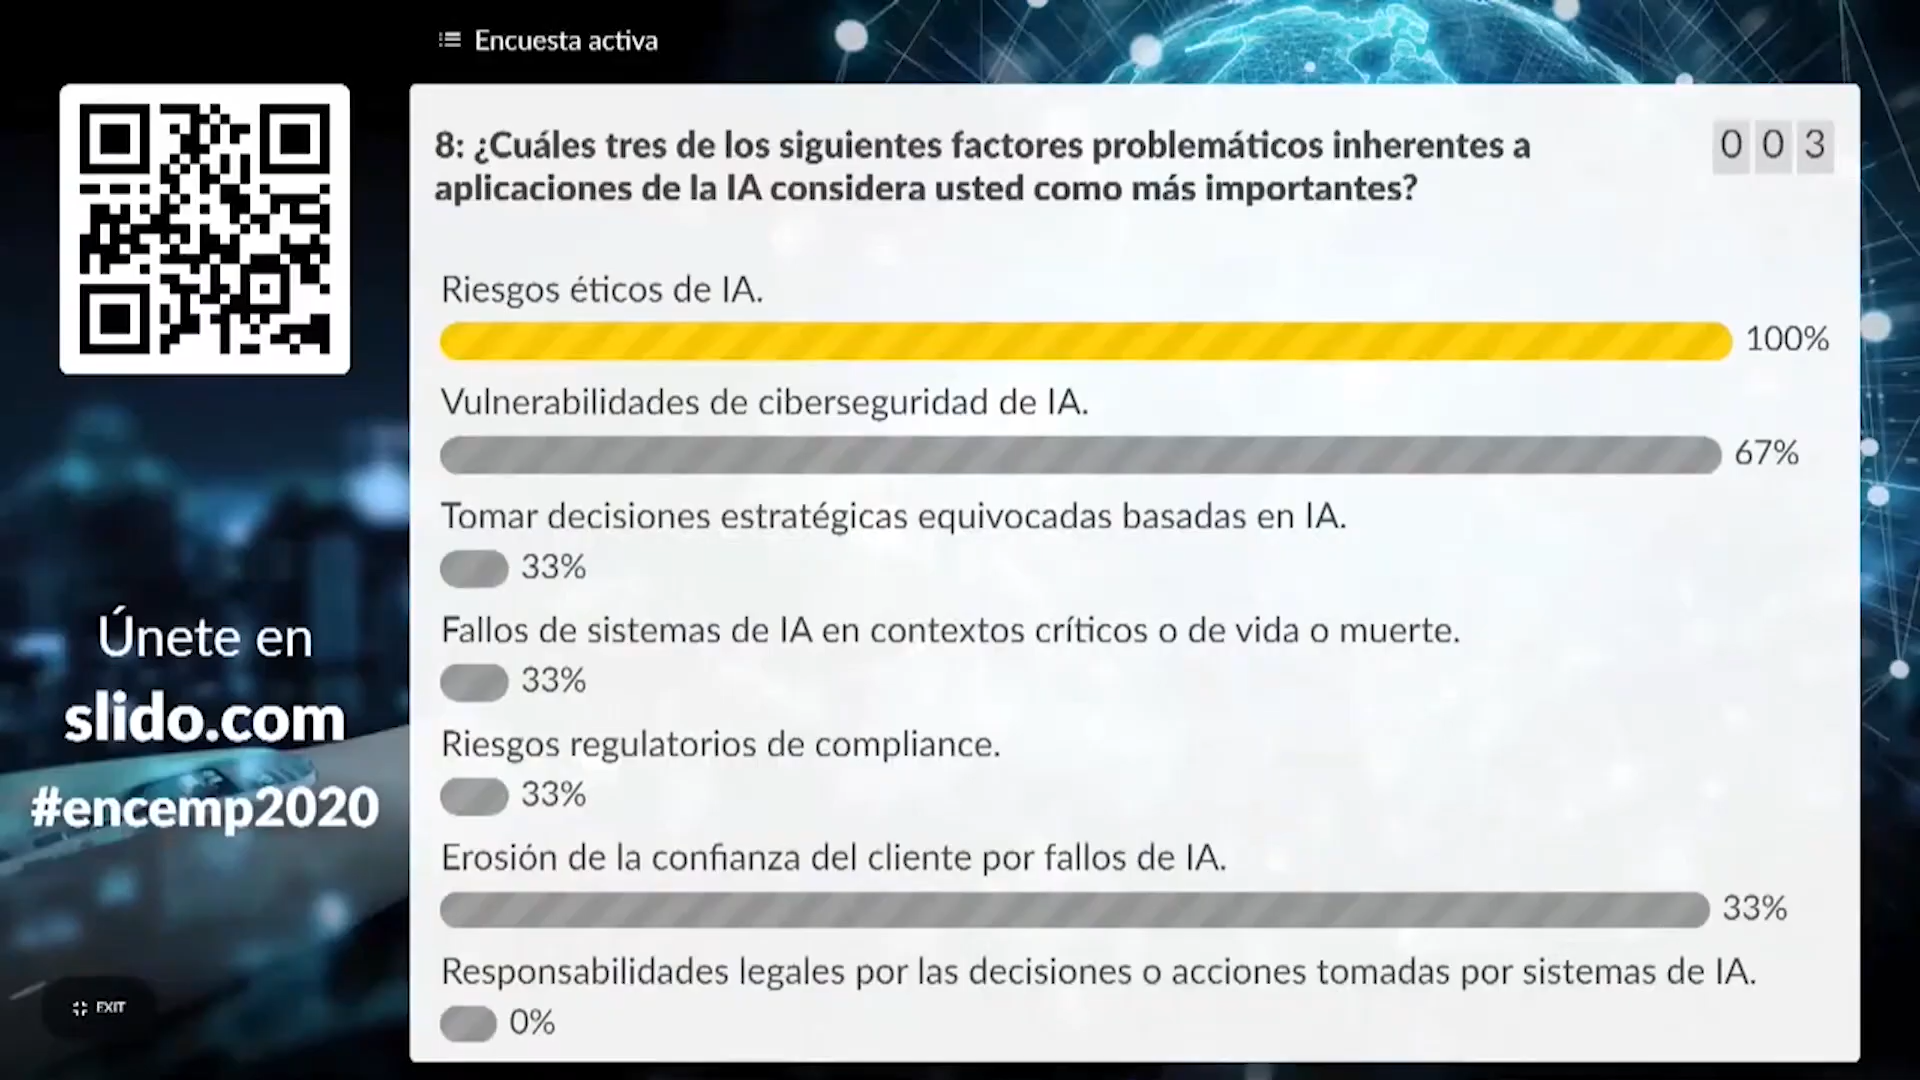 Encuesta activa
8: ¿Cuáles tres de los siguientes factores problemáticos inherentes a
aplicaciones de la IA considera usted como más importantes?
003
Riesgos éticos de IA.
100%
Vulnerabilidades de ciberseguridad de IA.
67%
Tomar decisiones estratégicas equivocadas basadas en IA.
33%
Fallos de sistemas de IA en contextos críticos o de vida o muerte.
33%
Riesgos regulatorios de compliance.
33%
Erosión de la confianza del cliente por fallos de IA.
33%
Responsabilidades legales por las decisiones o acciones tomadas por sistemas de IA.
0%
Únete en
slido.com
#encemp2020
EXIT